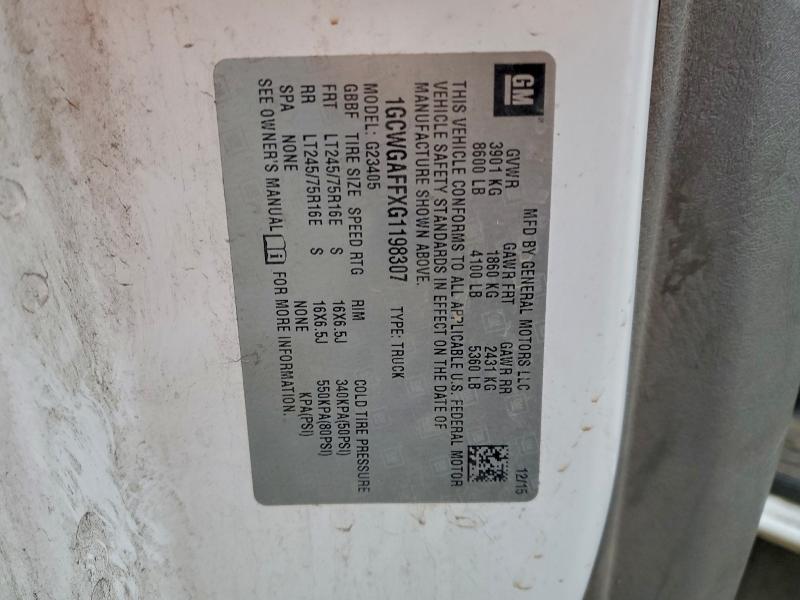 GM
MFD BY GENERAL MOTORS LLC 12/15
GVWR GAWR FRT GAWR RR
3901 KG 1860 KG 2431 KG
8600 LB 4100 LB 5360 LB
THIS VEHICLE CONFORMS TO ALL APPLICABLE U.S. FEDERAL MOTOR
VEHICLE SAFETY STANDARDS IN EFFECT ON THE DATE OF
MANUFACTURE SHOWN ABOVE.
1GCWGAFFXG1198307 TYPE: TRUCK
MODEL: G23405
GBBF TIRE SIZE SPEED RTG RIM COLD TIRE PRESSURE
FRT LT245/75R16E S 16X6.5J 340KPA(50PSI)
RR LT245/75R16E S 16X6.5J 550KPA(80PSI)
SPA NONE NONE KPA(PSI)
SEE OWNER'S MANUAL FOR MORE INFORMATION.